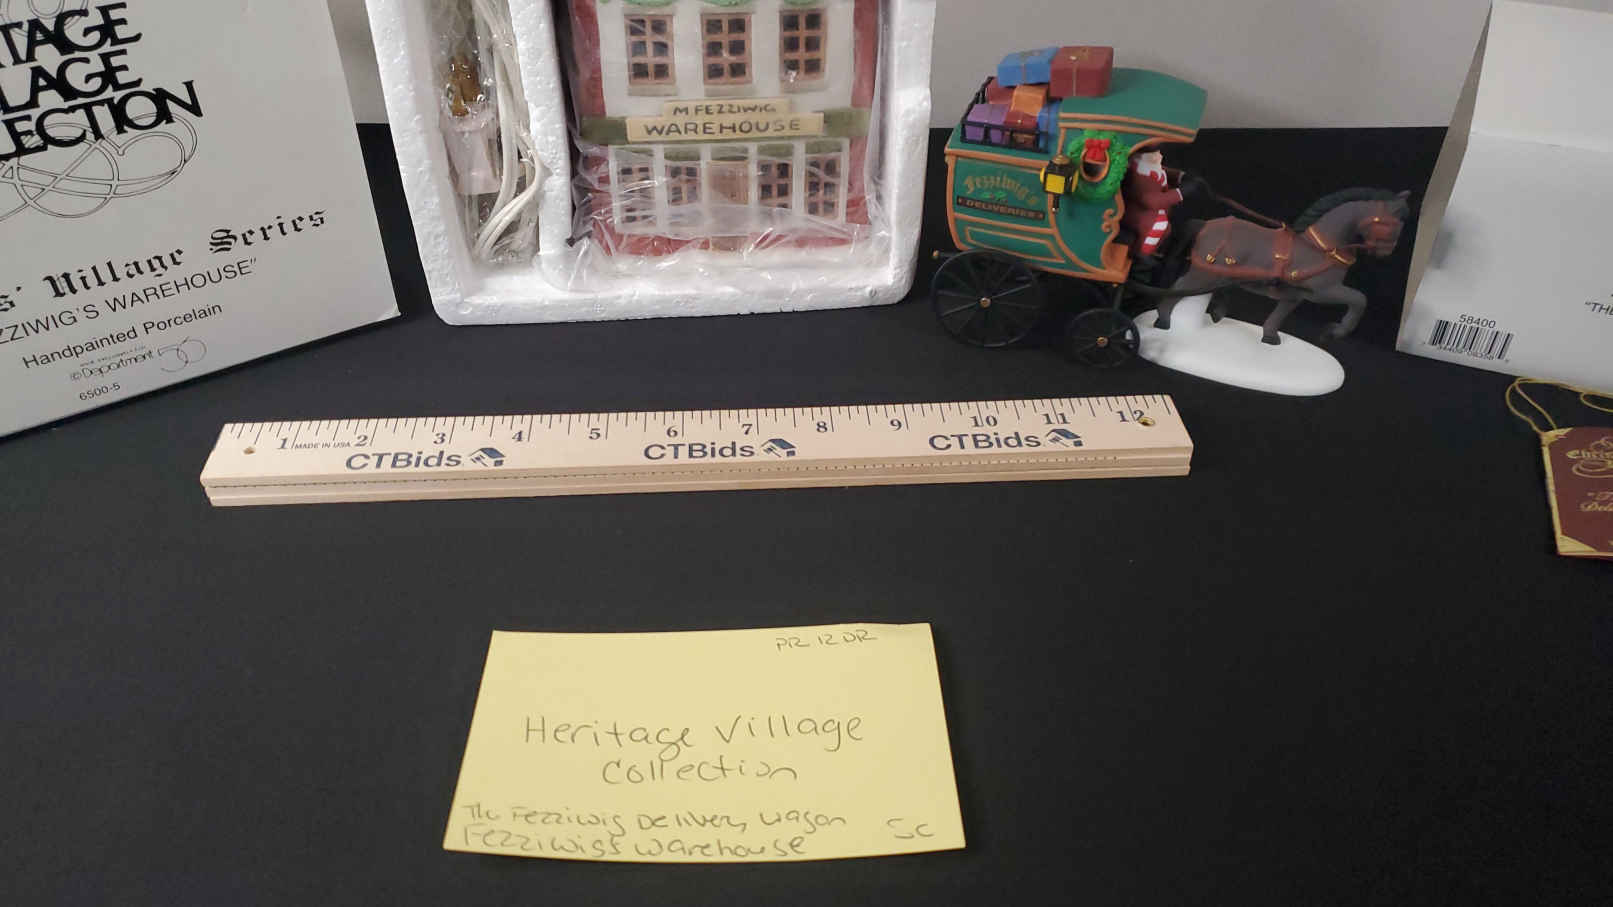 TAGE
LAGE
LECTION
s' Village Series
ZZIWIG'S WAREHOUSE"
Handpainted Porcelain
© Department 56
6500-5
M FEZZIWIG
WAREHOUSE
Fezziwig's
DELIVERIES
58400
"THE
1 2 3 4 5 6 7 8 9 10 11 12
MADE IN USA
CTBids CTBids CTBids
PR 12 DR
Heritage Village
Collection
The Fezziwig Delivery wagon
Fezziwigs warehouse
5c